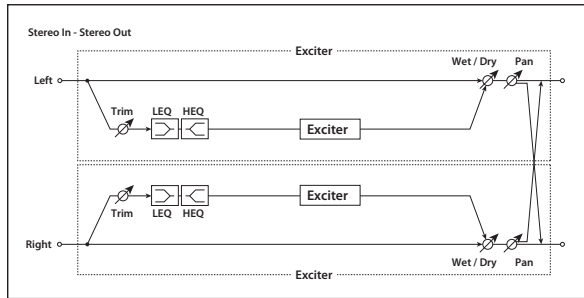 Stereo In - Stereo Out
Exciter
Wet / Dry Pan
Left
Trim LEQ HEQ
Exciter
Exciter
Trim LEQ HEQ
Right
Wet / Dry Pan
Exciter